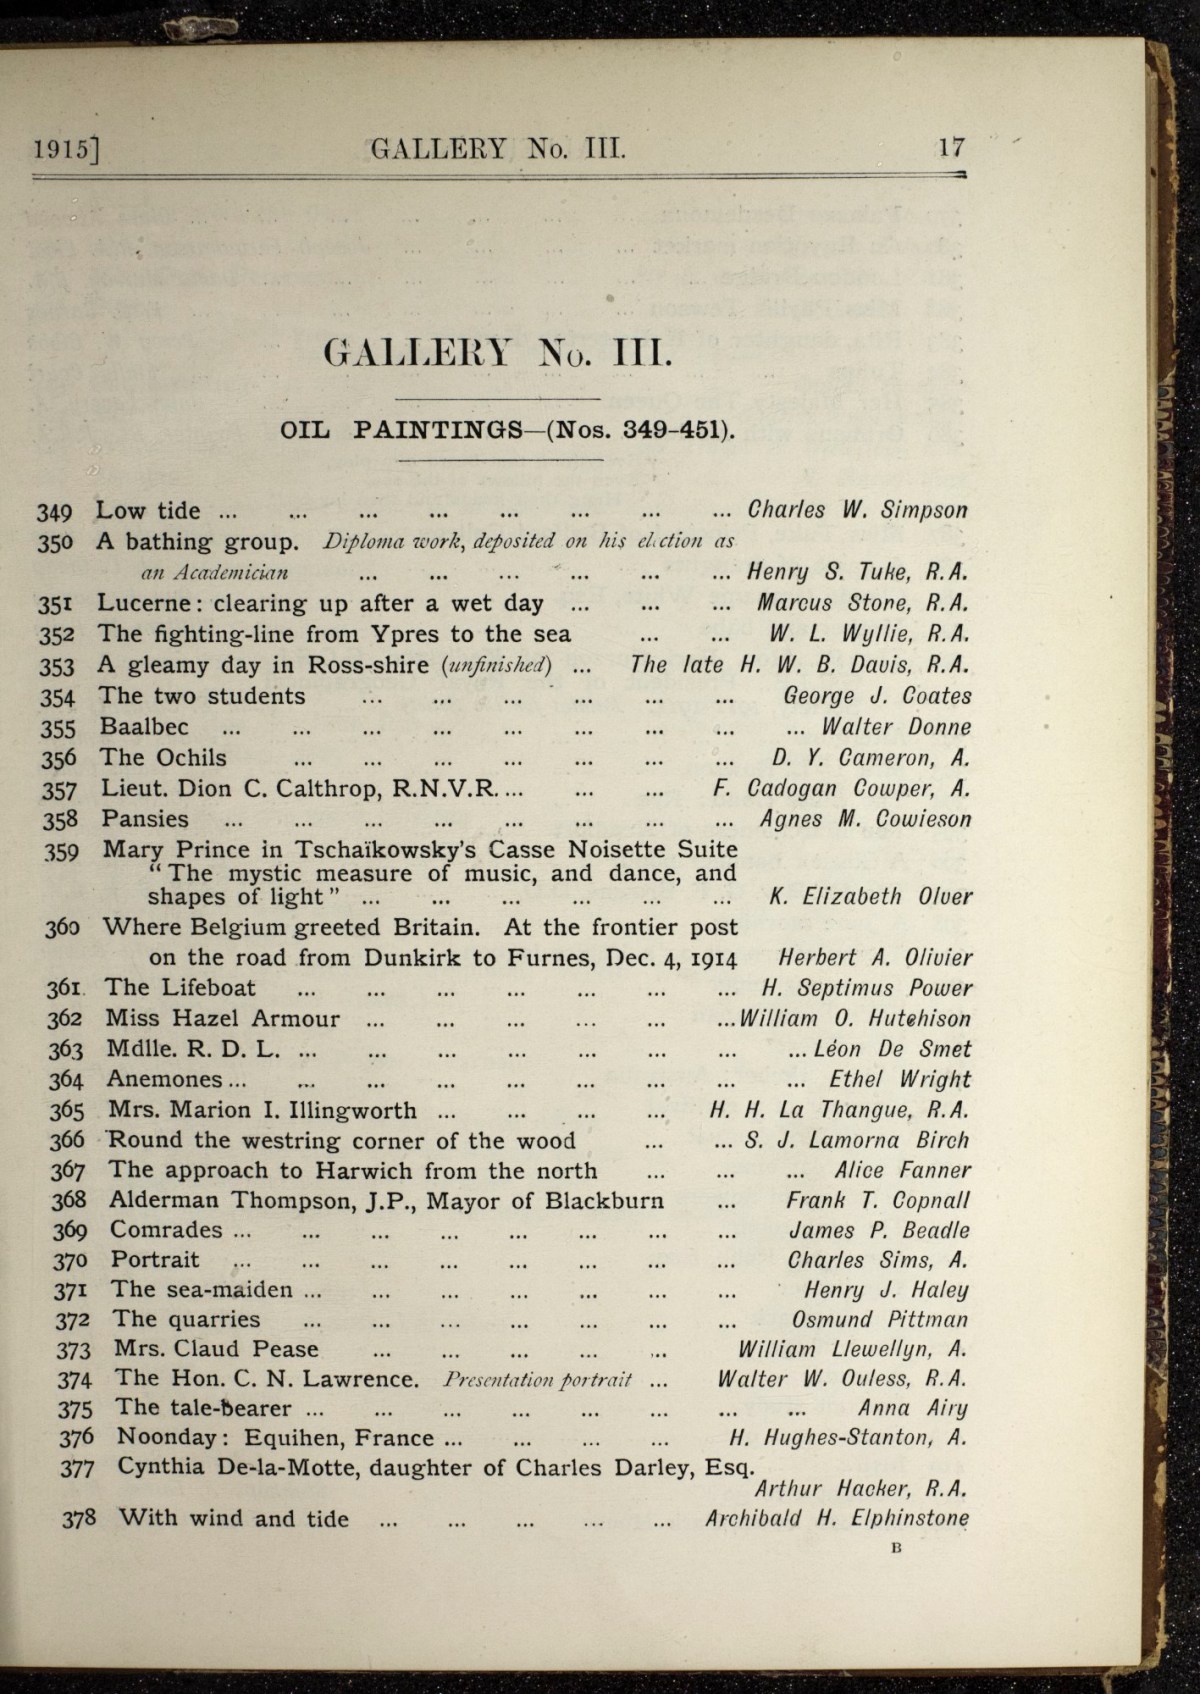 1915] GALLERY No. III. 17
GALLERY No. III.
OIL PAINTINGS—(Nos. 349-451).
349 Low tide ... ... ... ... ... ... ... ... Charles W. Simpson
350 A bathing group. Diploma work, deposited on his election as
an Academician ... ... ... ... ... ... Henry S. Tuke, R.A.
351 Lucerne: clearing up after a wet day ... ... ... Marcus Stone, R.A.
352 The fighting-line from Ypres to the sea ... ... W. L. Wyllie, R.A.
353 A gleamy day in Ross-shire (unfinished) ... The late H. W. B. Davis, R.A.
354 The two students ... ... ... ... ... ... George J. Coates
355 Baalbec ... ... ... ... ... ... ... ... ... Walter Donne
356 The Ochils ... ... ... ... ... ... ... D. Y. Cameron, A.
357 Lieut. Dion C. Calthrop, R.N.V.R. ... ... ... F. Cadogan Cowper, A.
358 Pansies ... ... ... ... ... ... ... ... Agnes M. Cowieson
359 Mary Prince in Tschaïkowsky's Casse Noisette Suite
"The mystic measure of music, and dance, and
shapes of light" ... ... ... ... ... ... K. Elizabeth Olver
360 Where Belgium greeted Britain. At the frontier post
on the road from Dunkirk to Furnes, Dec. 4, 1914 Herbert A. Olivier
361 The Lifeboat ... ... ... ... ... ... ... H. Septimus Power
362 Miss Hazel Armour ... ... ... ... ... ... William O. Hutchison
363 Mdlle. R. D. L. ... ... ... ... ... ... ... ... Léon De Smet
364 Anemones ... ... ... ... ... ... ... ... ... Ethel Wright
365 Mrs. Marion I. Illingworth ... ... ... ... H. H. La Thangue, R.A.
366 'Round the westring corner of the wood ... ... S. J. Lamorna Birch
367 The approach to Harwich from the north ... ... ... Alice Fanner
368 Alderman Thompson, J.P., Mayor of Blackburn ... Frank T. Copnall
369 Comrades ... ... ... ... ... ... ... ... James P. Beadle
370 Portrait ... ... ... ... ... ... ... ... Charles Sims, A.
371 The sea-maiden ... ... ... ... ... ... ... Henry J. Haley
372 The quarries ... ... ... ... ... ... ... Osmund Pittman
373 Mrs. Claud Pease ... ... ... ... ... William Llewellyn, A.
374 The Hon. C. N. Lawrence. Presentation portrait ... Walter W. Ouless, R.A.
375 The tale-bearer ... ... ... ... ... ... ... ... Anna Airy
376 Noonday: Equihen, France ... ... ... ... H. Hughes-Stanton, A.
377 Cynthia De-la-Motte, daughter of Charles Darley, Esq.
Arthur Hacker, R.A.
378 With wind and tide ... ... ... ... ... Archibald H. Elphinstone
B